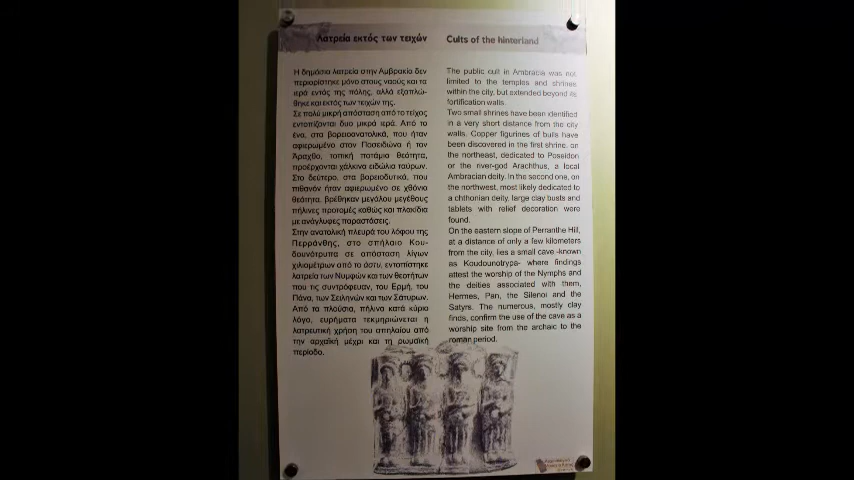 Λατρεία εκτός των τειχών
Η δημόσια λατρεία στην Αμβρακία δεν
περιορίστηκε μόνο στους ναούς και τα
ιερά εντός της πόλης, αλλά εξαπλώ-
θηκε και εκτός των τειχών της.
Σε πολύ μικρή απόσταση από το τείχος
εντοπίζονται δυο μικρά ιερά. Από το
ένα, στα βορειοανατολικά, που ήταν
αφιερωμένο στον Ποσειδώνα ή τον
Άραχθο, τοπική ποτάμια θεότητα,
προέρχονται χάλκινα ειδώλια ταύρων.
Στο δεύτερο, στα βορειοδυτικά, που
πιθανόν ήταν αφιερωμένο σε χθόνια
θεότητα, βρέθηκαν μεγάλου μεγέθους
πήλινες προτομές καθώς και πλακίδια
με ανάγλυφες παραστάσεις.
Στην ανατολική πλευρά του λόφου της
Περράνθης, στο σπήλαιο Κου-
δουνότρυπα σε απόσταση λίγων
χιλιομέτρων από το άστυ, εντοπίστηκε
λατρεία των Νυμφών και των θεοτήτων
που τις συντρόφευαν, του Ερμή, του
Πάνα, των Σειληνών και των Σάτυρων.
Από τα πλούσια, πήλινα κατά κύριο
λόγο, ευρήματα τεκμηριώνεται η
λατρευτική χρήση του σπηλαίου από
την αρχαϊκή μέχρι και τη ρωμαϊκή
περίοδο.
Cults of the hinterland
The public cult in Ambracia was not
limited to the temples and shrines
within the city, but extended beyond its
fortification walls.
Two small shrines have been identified
in a very short distance from the city
walls. Copper figurines of bulls have
been discovered in the first shrine, on
the northeast, dedicated to Poseidon
or the river-god Arachthus, a local
Ambracian deity. In the second one, on
the northwest, most likely dedicated to
a chthonian deity, large clay busts and
tablets with relief decoration were
found.
On the eastern slope of Perranthe Hill,
at a distance of only a few kilometers
from the city, lies a small cave -known
as Koudounotrypa- where findings
attest the worship of the Nymphs and
the deities associated with them,
Hermes, Pan, the Silenoi and the
Satyrs. The numerous, mostly clay
finds, confirm the use of the cave as a
worship site from the archaic to the
roman period.